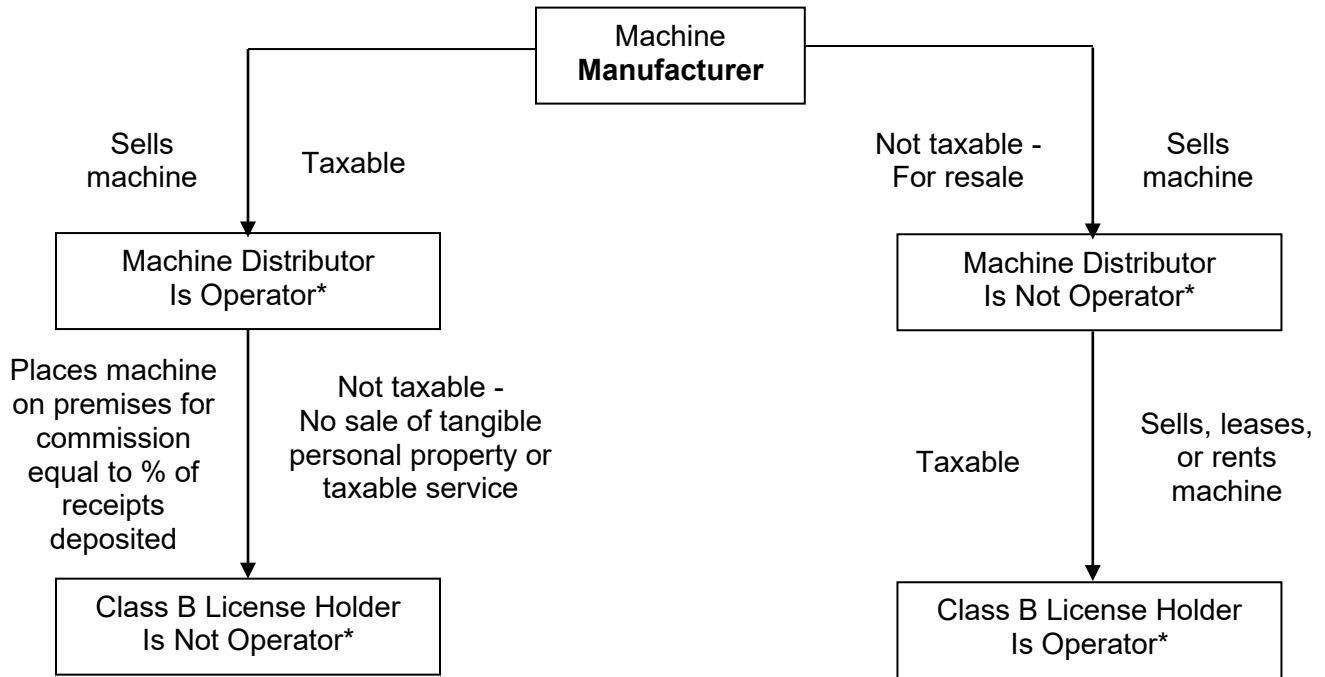 Machine
Manufacturer
Sells
machine
Taxable
Not taxable -
For resale
Sells
machine
Machine Distributor
Is Operator*
Machine Distributor
Is Not Operator*
Places machine
on premises for
commission
equal to % of
receipts
deposited
Not taxable -
No sale of tangible
personal property or
taxable service
Taxable
Sells, leases,
or rents
machine
Class B License Holder
Is Not Operator*
Class B License Holder
Is Operator*